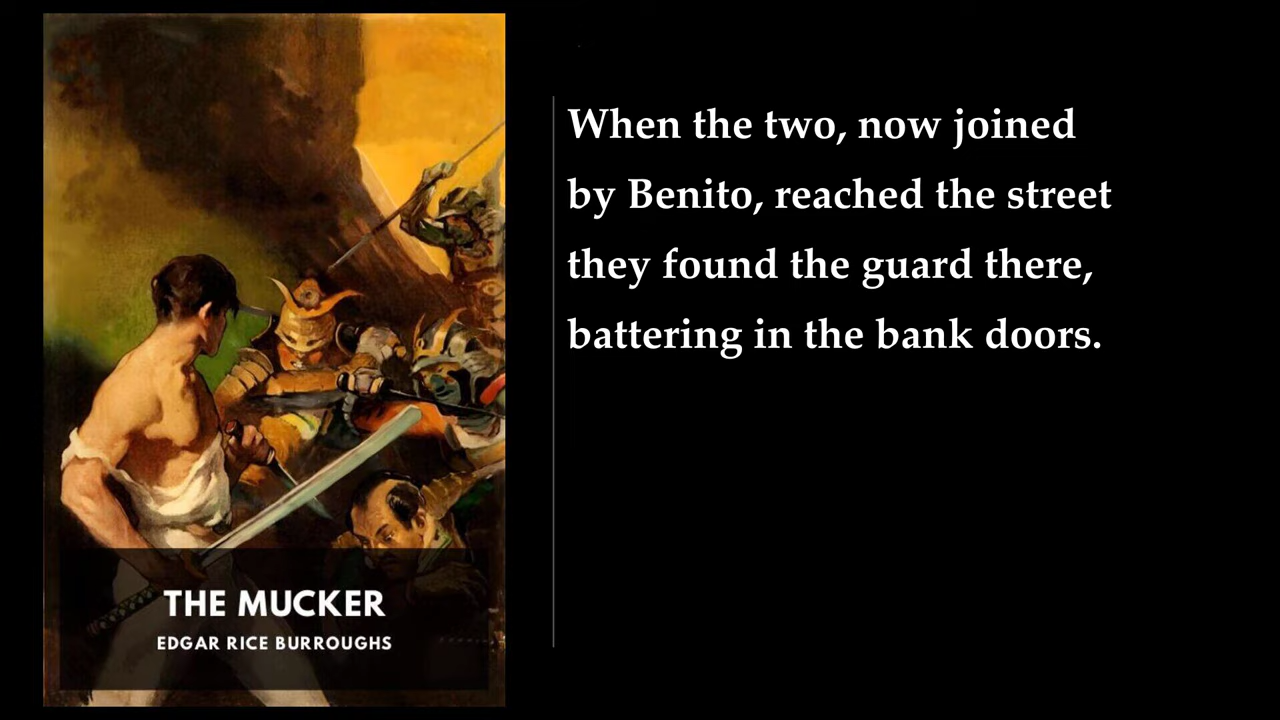 When the two, now joined
by Benito, reached the street
they found the guard there,
battering in the bank doors.
THE MUCKER
EDGAR RICE BURROUGHS